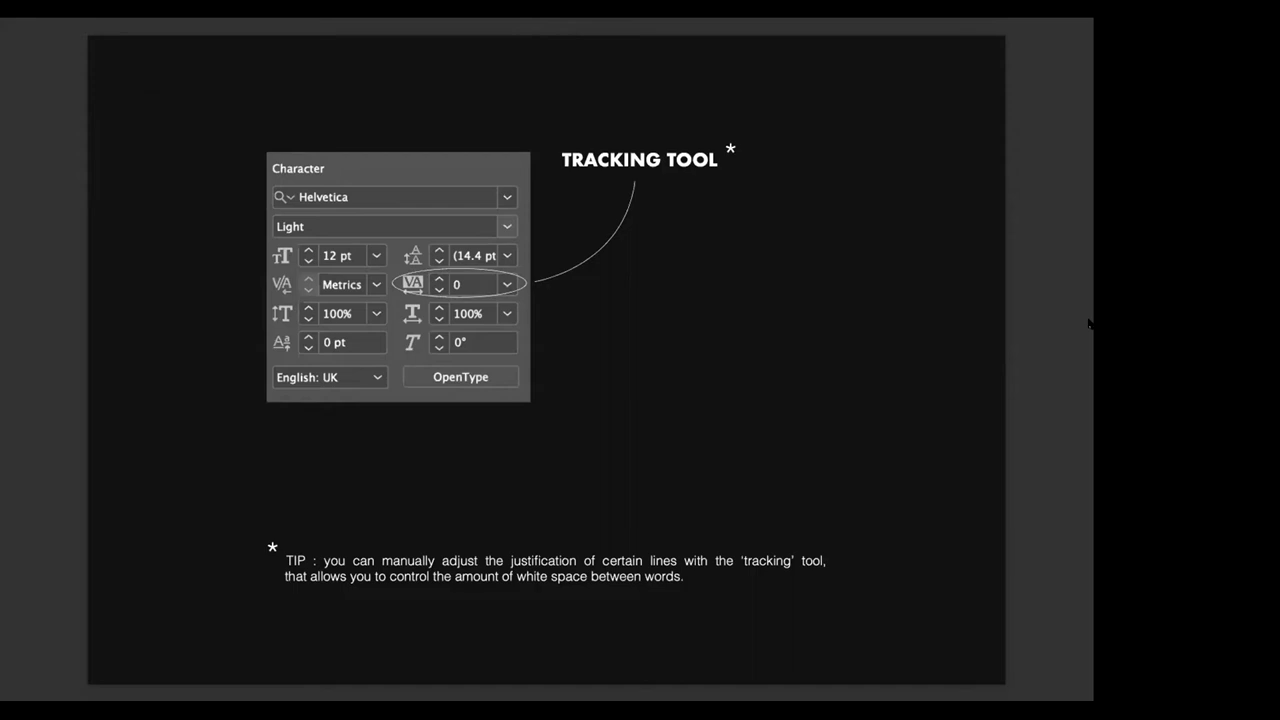 Character
TRACKING TOOL *
Helvetica
Light
12 pt (14.4 pt
Metrics VA 0
100% 100%
0 pt 0°
English: UK OpenType
* TIP : you can manually adjust the justification of certain lines with the ‘tracking’ tool,
that allows you to control the amount of white space between words.